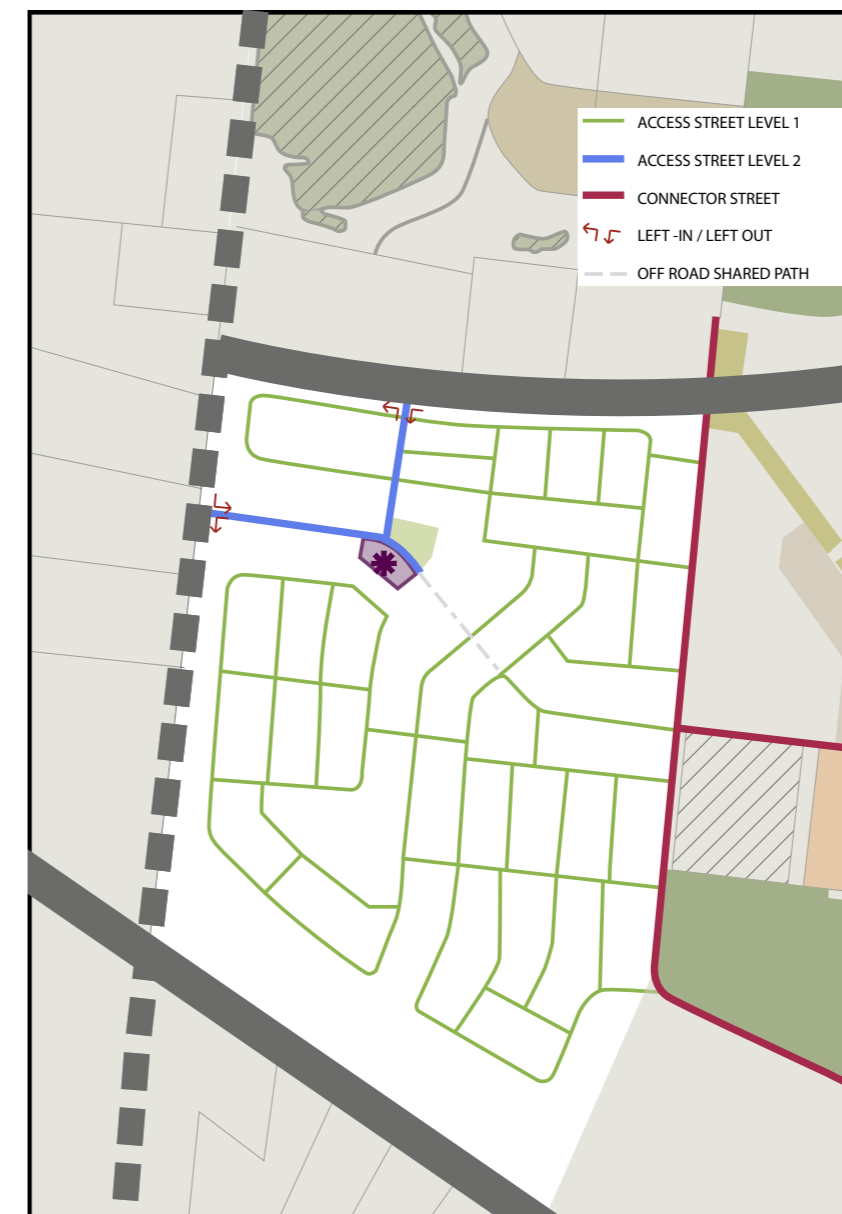 ACCESS STREET LEVEL 1
ACCESS STREET LEVEL 2
CONNECTOR STREET
LEFT -IN / LEFT OUT
OFF ROAD SHARED PATH